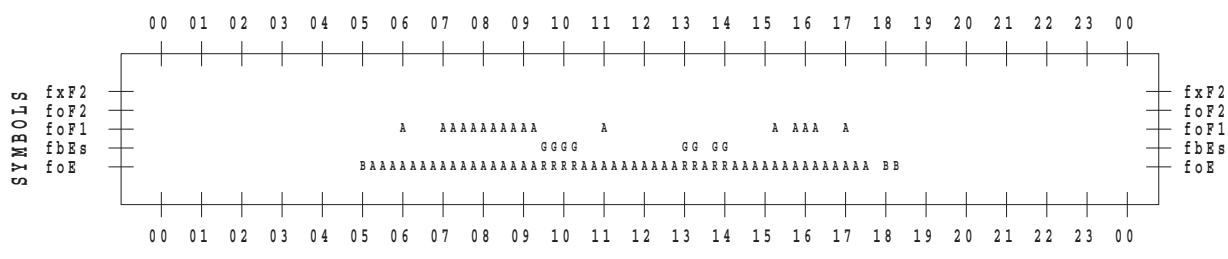 00 01 02 03 04 05 06 07 08 09 10 11 12 13 14 15 16 17 18 19 20 21 22 23 00
SYMBOLS
fxF2 fxF2
foF2 foF2
foF1 A AAAAAAAAAA A A AAA A foF1
fbEs GGGG GG GG fbEs
foE BAAAAAAAAAAAAAAAAARRRRAAAAAAAAAARRARRAAAAAAAAAAAAAA BB foE
00 01 02 03 04 05 06 07 08 09 10 11 12 13 14 15 16 17 18 19 20 21 22 23 00